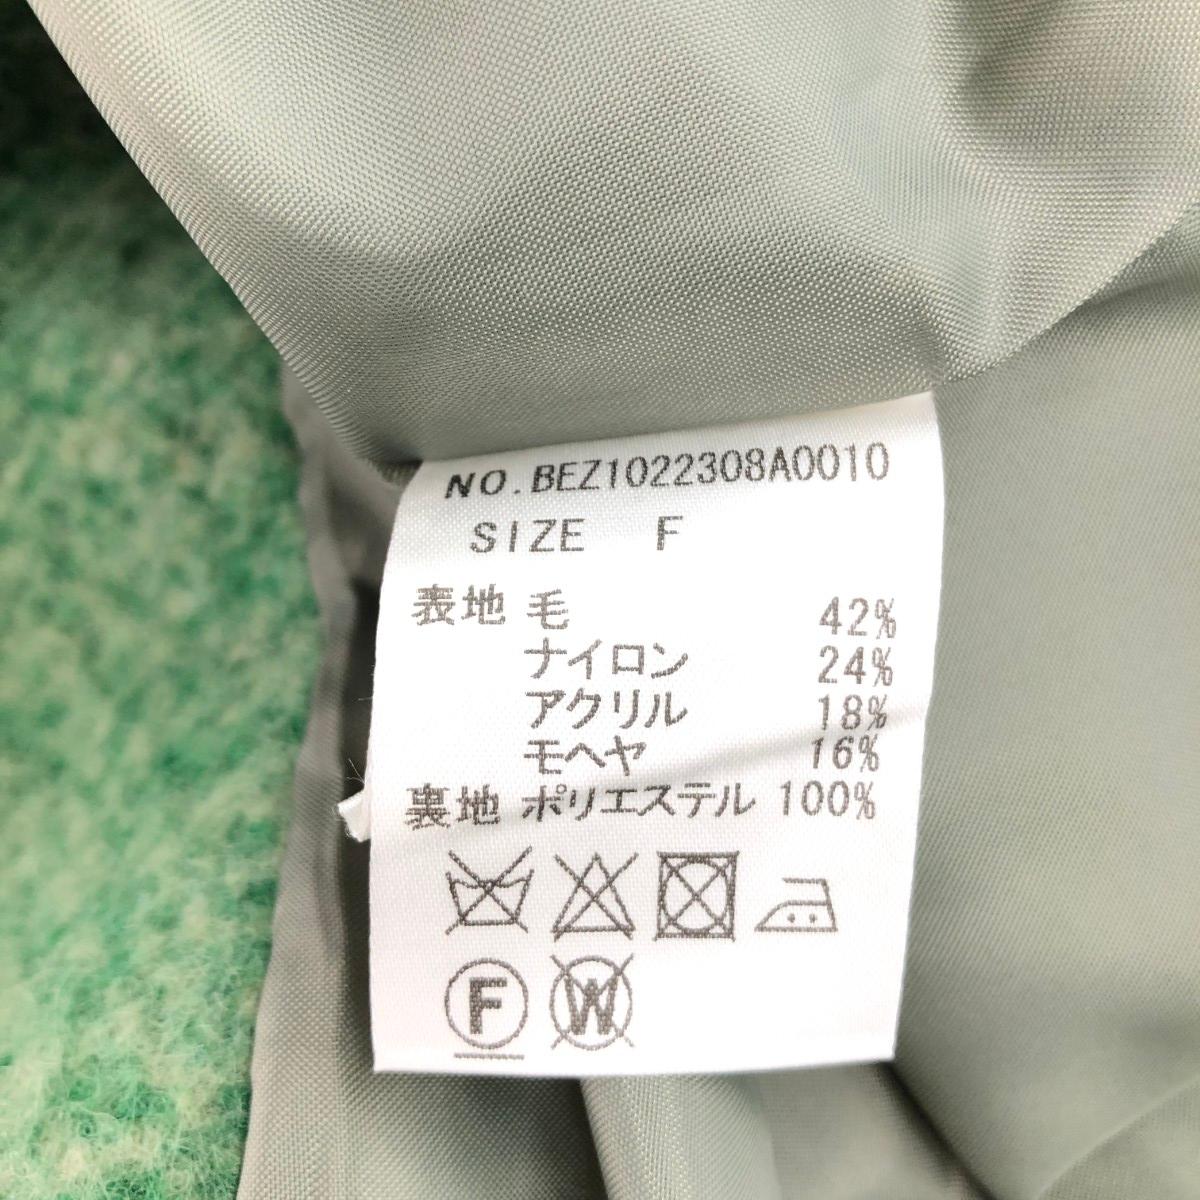 NO.BEZ1022308A0010
SIZE F
表地 毛 42%
ナイロン 24%
アクリル 18%
モヘヤ 16%
裏地 ポリエステル 100%
F W